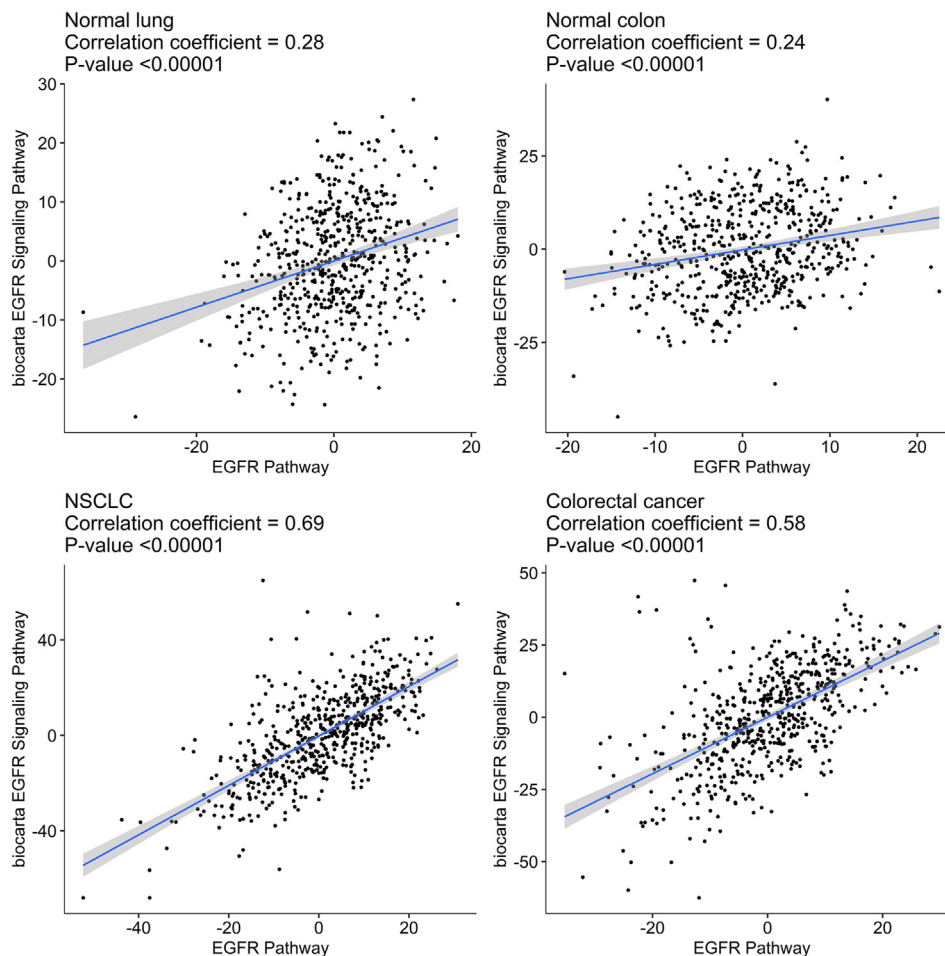 Normal lung
Correlation coefficient = 0.28
P-value <0.00001
30
20
10
0
-10
-20
biocarta EGFR Signaling Pathway
-20
0
20
EGFR Pathway
Normal colon
Correlation coefficient = 0.24
P-value <0.00001
25
0
-25
biocarta EGFR Signaling Pathway
-20
-10
0
10
20
EGFR Pathway
NSCLC
Correlation coefficient = 0.69
P-value <0.00001
40
0
-40
biocarta EGFR Signaling Pathway
-40
-20
0
20
EGFR Pathway
Colorectal cancer
Correlation coefficient = 0.58
P-value <0.00001
50
25
0
-25
-50
biocarta EGFR Signaling Pathway
-20
0
20
EGFR Pathway